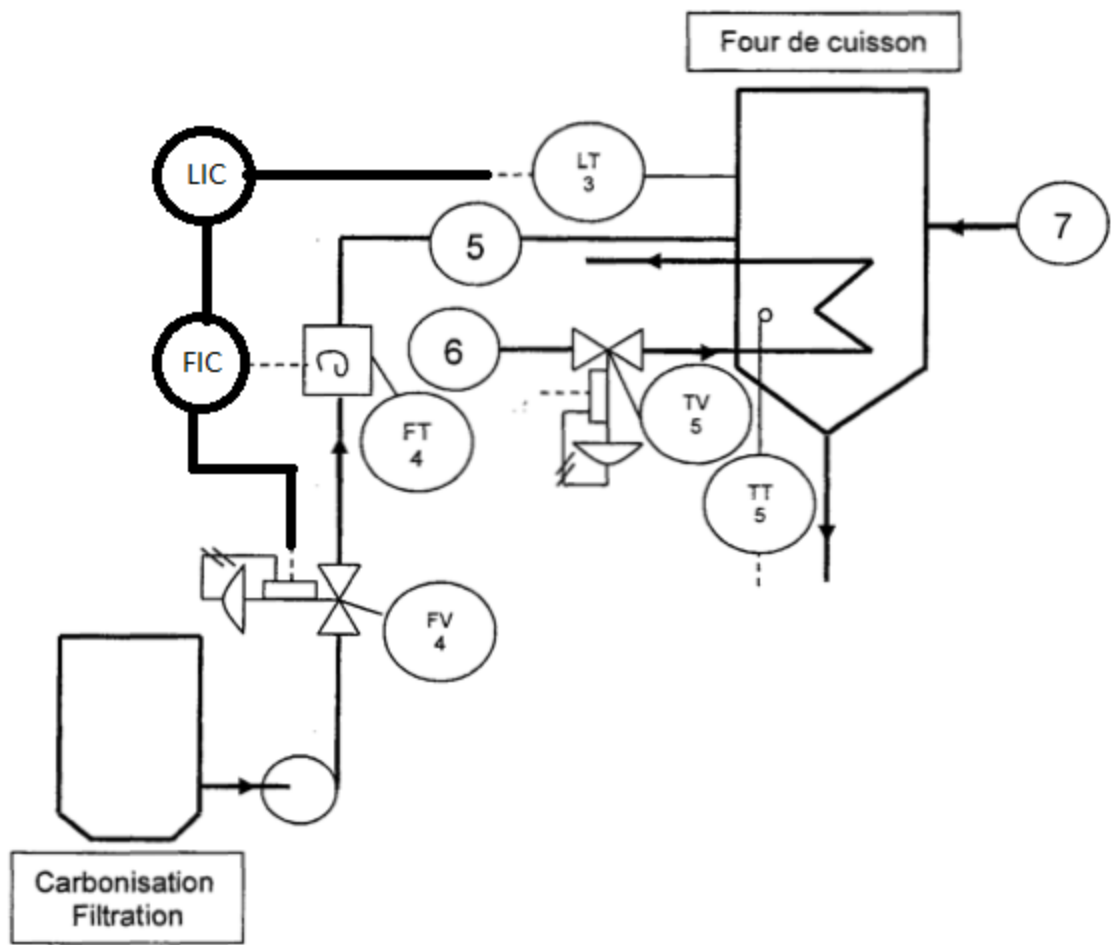 Four de cuisson
LIC
LT
3
5
7
FIC
6
FT
4
TV
5
TT
5
FV
4
Carbonisation
Filtration